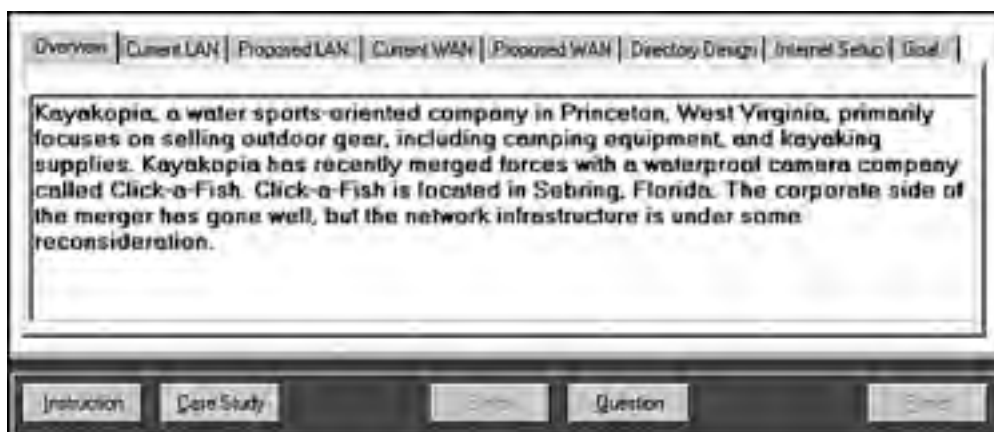 Overview Current LAN Proposed LAN Current WAN Proposed WAN Directory Design Internet Setup Goal
Kayakopia, a water sports-oriented company in Princeton, West Virginia, primarily
focuses on selling outdoor gear, including camping equipment, and kayaking
supplies. Kayakopia has recently merged forces with a waterproof camera company
called Click-a-Fish. Click-a-Fish is located in Sebring, Florida. The corporate side of
the merger has gone well, but the network infrastructure is under some
reconsideration.
Instruction Case Study Question